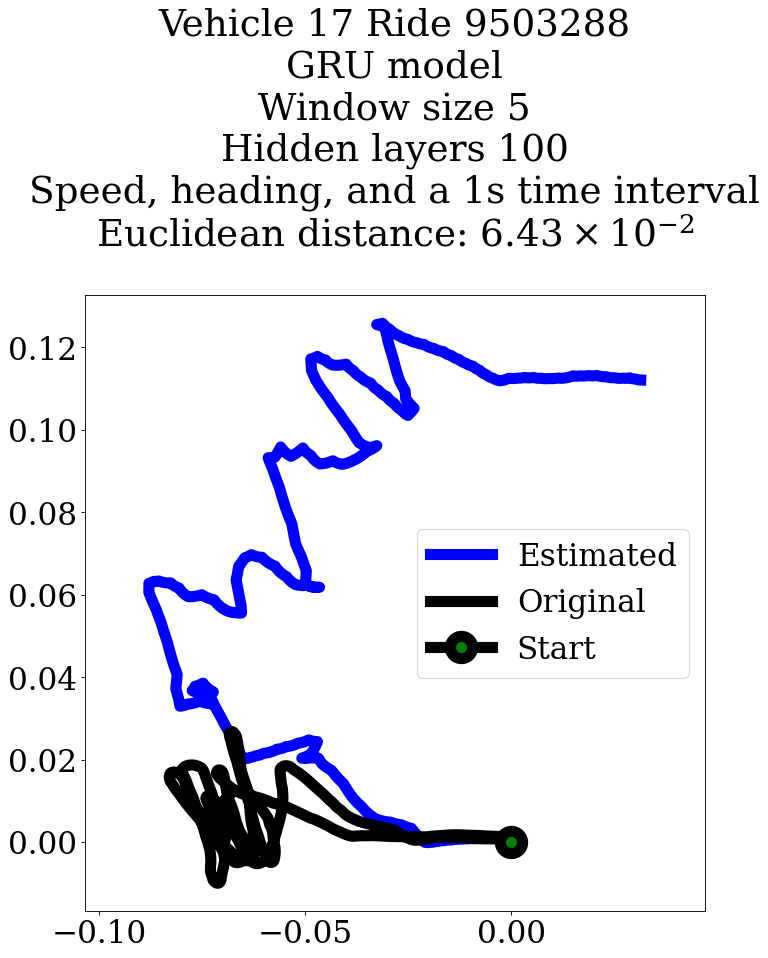 Vehicle 17 Ride 9503288
GRU model
Window size 5
Hidden layers 100
Speed, heading, and a 1s time interval
Euclidean distance: 6.43 × 10⁻²
0.12
0.10
0.08
0.06
0.04
0.02
0.00
Estimated
Original
Start
−0.10 −0.05 0.00